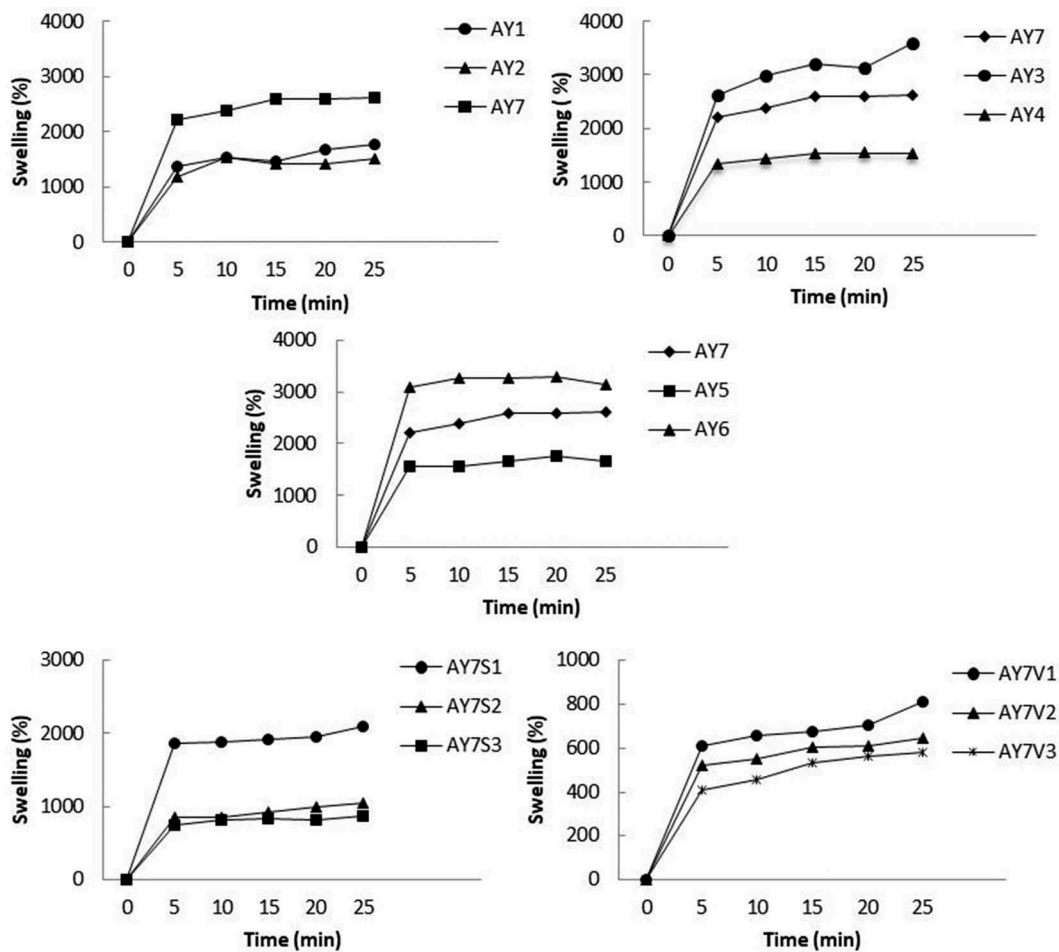 4000
3000
2000
1000
0
Swelling (%)
0 5 10 15 20 25
Time (min)
AY1
AY2
AY7
4000
3000
2000
1000
0
Swelling ( %)
0 5 10 15 20 25
Time (min)
AY7
AY3
AY4
4000
3000
2000
1000
0
Swelling (%)
0 5 10 15 20 25
Time (min)
AY7
AY5
AY6
3000
2000
1000
0
Swelling (%)
0 5 10 15 20 25
Time (min)
AY7S1
AY7S2
AY7S3
1000
800
600
400
200
0
Swelling (%)
0 5 10 15 20 25
Time (min)
AY7V1
AY7V2
AY7V3